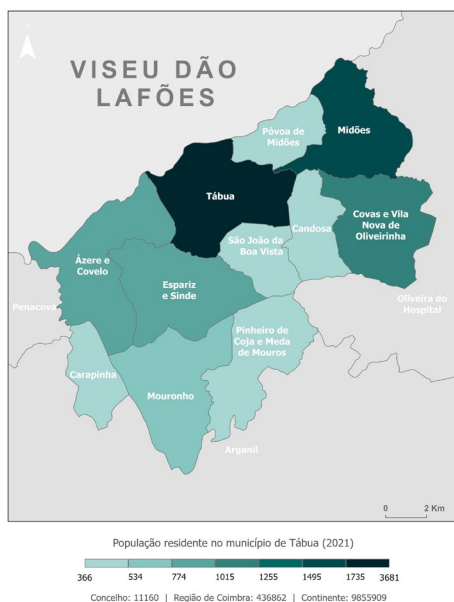 N
VISEU DÃO
LAFÕES
Póvoa de
Midões
Midões
Tábua
Covas e Vila
Nova de
Oliveirinha
Candosa
São João da
Boa Vista
Ázere e
Covelo
Espariz
e Sinde
Oliveira do
Hospital
Penacova
Pinheiro de
Coja e Meda
de Mouros
Carapinha
Mouronho
Arganil
0 2 Km
População residente no município de Tábua (2021)
366 534 774 1015 1255 1495 1735 3681
Concelho: 11160 | Região de Coimbra: 436862 | Continente: 9855909